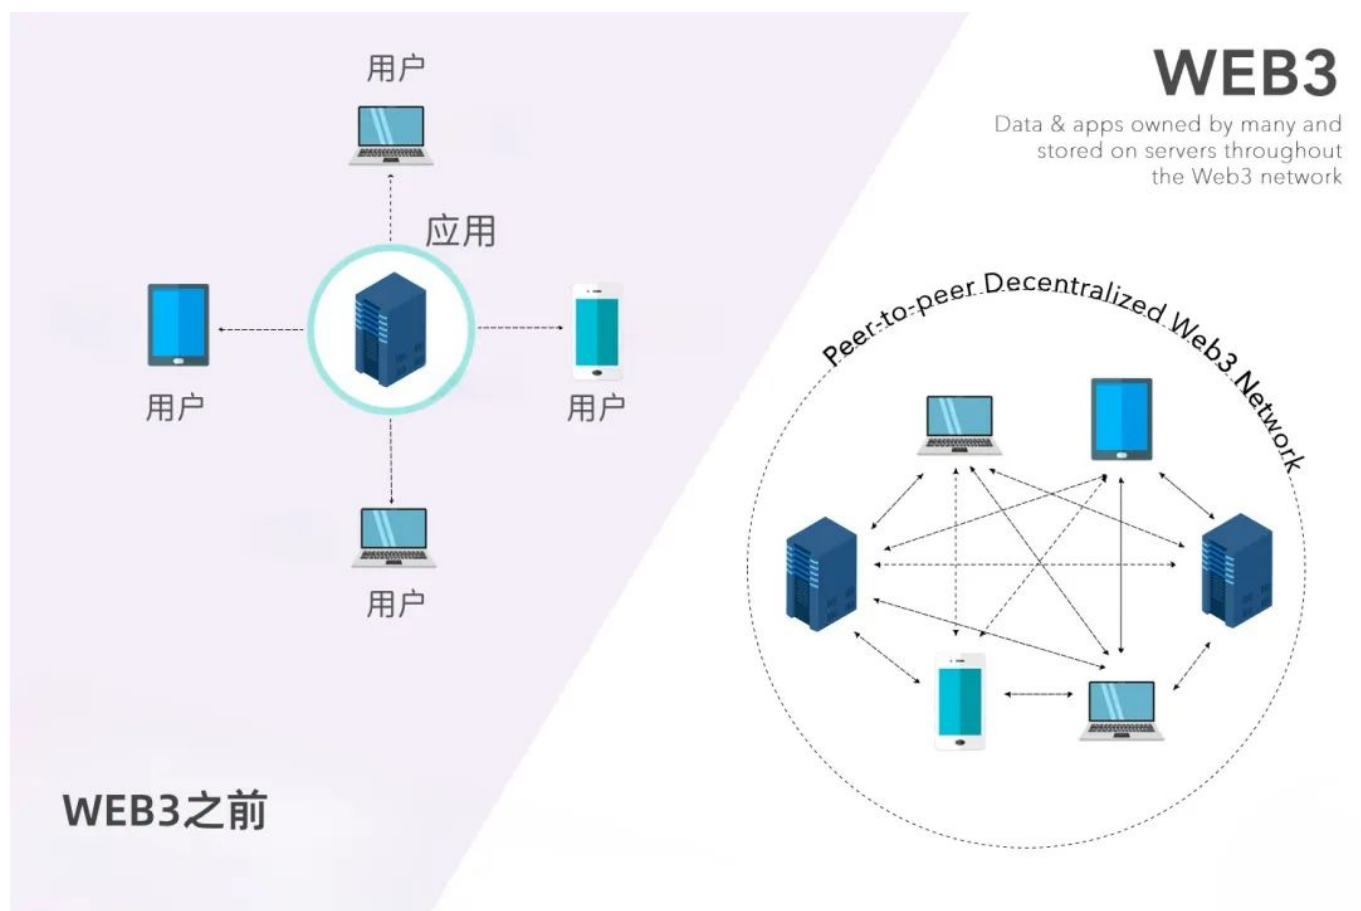 用户
应用
用户
用户
用户
WEB3之前
WEB3
Data & apps owned by many and
stored on servers throughout
the Web3 network
Peer-to-peer Decentralized Web3 Network